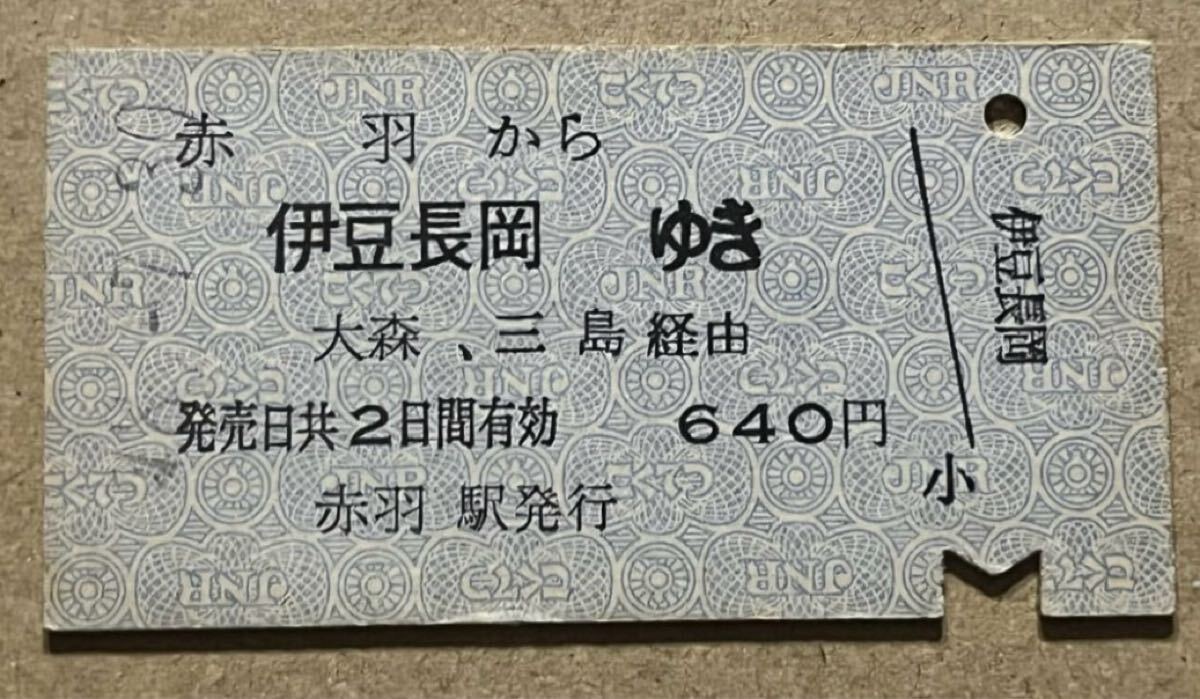 赤羽から
伊豆長岡ゆき
大森、三島経由
発売日共2日間有効 640円
赤羽駅発行
小
伊豆長岡